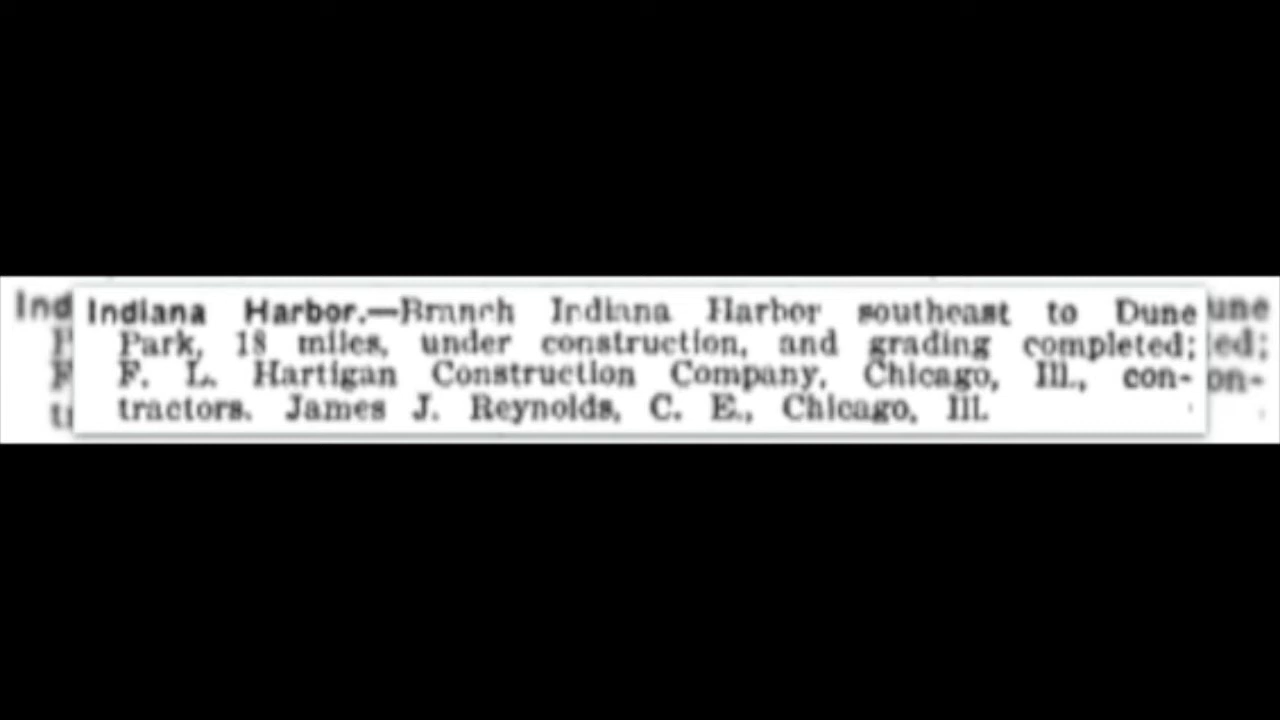 Indiana Harbor.—Branch Indiana Harbor southeast to Dune
Park, 18 miles, under construction, and grading completed;
F. L. Hartigan Construction Company, Chicago, Ill., con-
tractors. James J. Reynolds, C. E., Chicago, Ill.